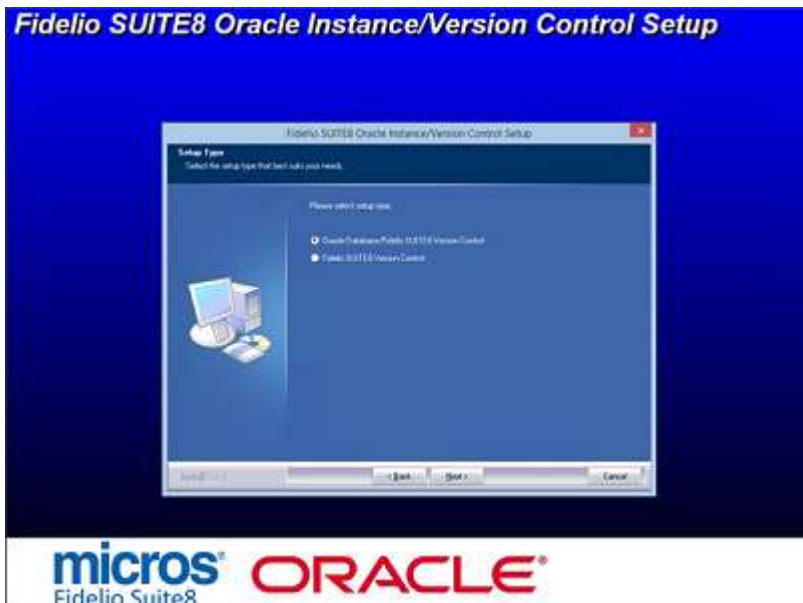 Fidelio SUITE8 Oracle Instance/Version Control Setup
Fidelio SUITE8 Oracle Instance/Version Control Setup
Setup Type
Select the setup type that best suits your needs.
Please select setup type
Oracle Database/Fidelio SUITE8 Version Control
Fidelio SUITE8 Version Control
< Back
Next >
Cancel
micros
ORACLE
Fidelio Suite8